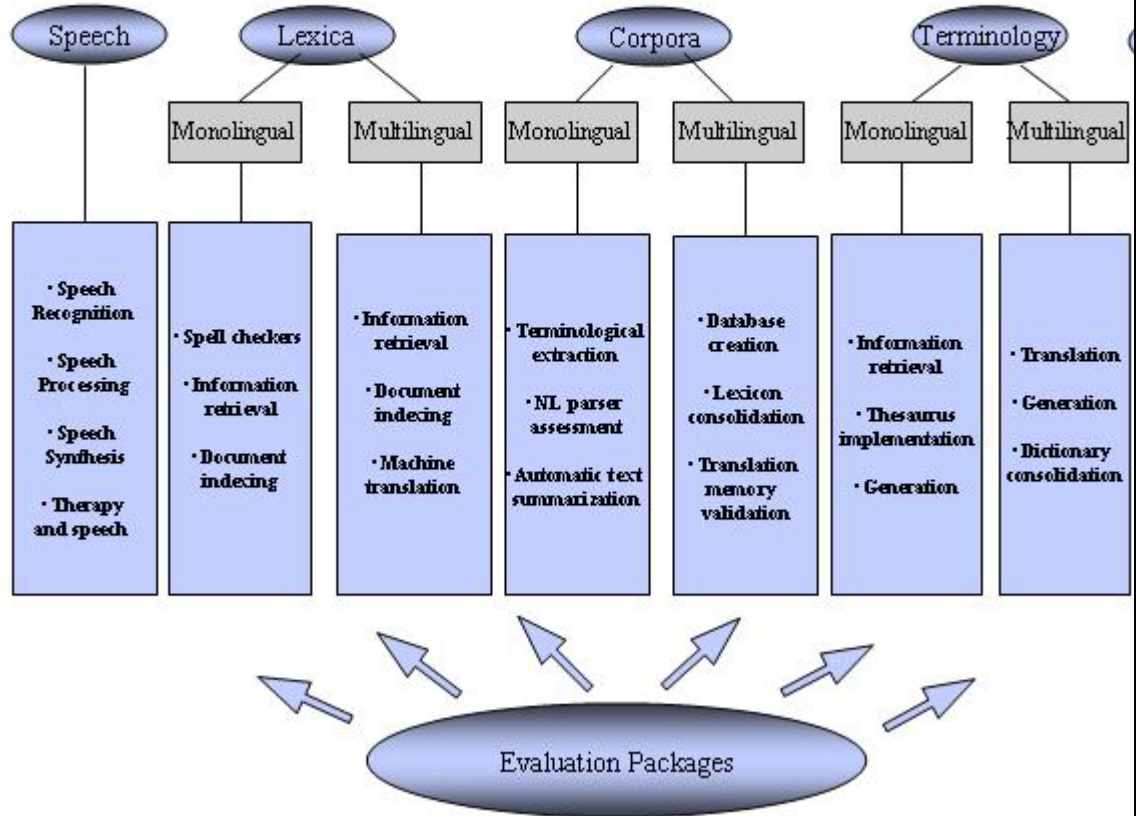 Speech
Lexica
Corpora
Terminology
Monolingual
Multilingual
Monolingual
Multilingual
Monolingual
Multilingual
· Speech
Recognition
· Speech
Processing
· Speech
Synthesis
· Therapy
and speech
· Spell checkers
· Information
retrieval
· Document
indexing
· Information
retrieval
· Document
indexing
· Machine
translation
· Terminological
extraction
· NL parser
assessment
· Automatic text
summarization
· Database
creation
· Lexicon
consolidation
· Translation
memory
validation
· Information
retrieval
· Thesaurus
implementation
· Generation
· Translation
· Generation
· Dictionary
consolidation
Evaluation Packages